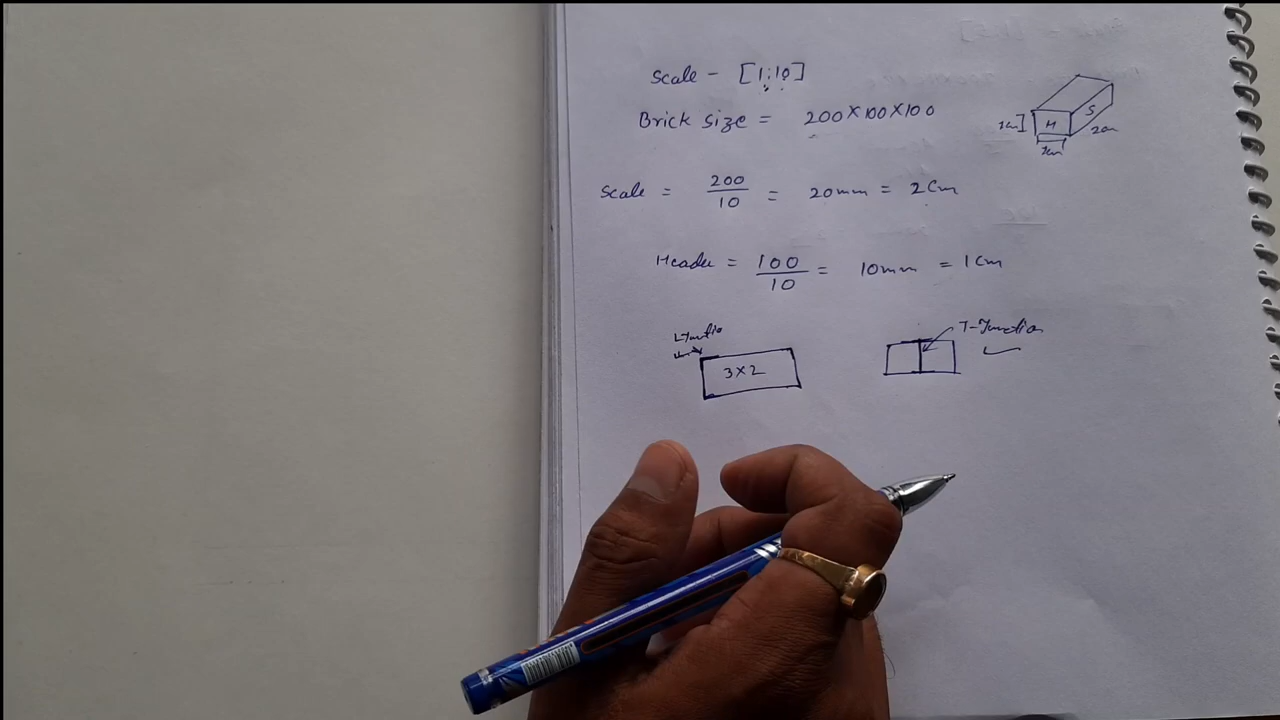 Scale - [1:10]
Brick size = 200×100×100
1cm H S 2cm
1cm
Scale = 200/10 = 20mm = 2cm
Header = 100/10 = 10mm = 1cm
L-Junctio
T-Junction
3×2